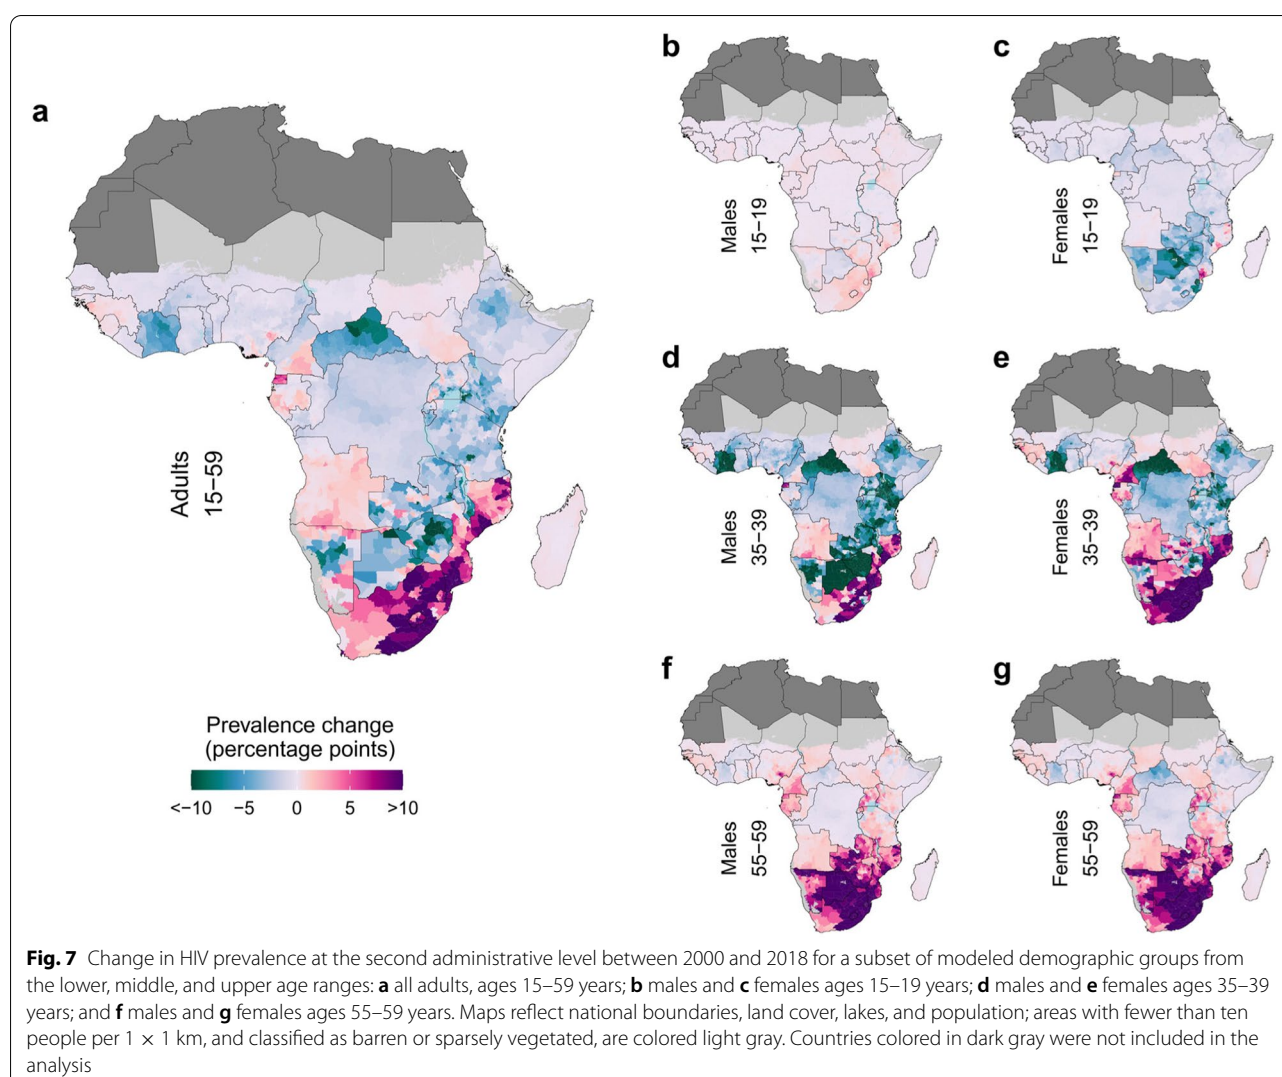 a
Adults
15–59
Prevalence change
(percentage points)
<−10 −5 0 5 >10
b
Males
15–19
c
Females
15–19
d
Males
35–39
e
Females
35–39
f
Males
55–59
g
Females
55–59
Fig. 7 Change in HIV prevalence at the second administrative level between 2000 and 2018 for a subset of modeled demographic groups from
the lower, middle, and upper age ranges: a all adults, ages 15–59 years; b males and c females ages 15–19 years; d males and e females ages 35–39
years; and f males and g females ages 55–59 years. Maps reflect national boundaries, land cover, lakes, and population; areas with fewer than ten
people per 1 × 1 km, and classified as barren or sparsely vegetated, are colored light gray. Countries colored in dark gray were not included in the
analysis